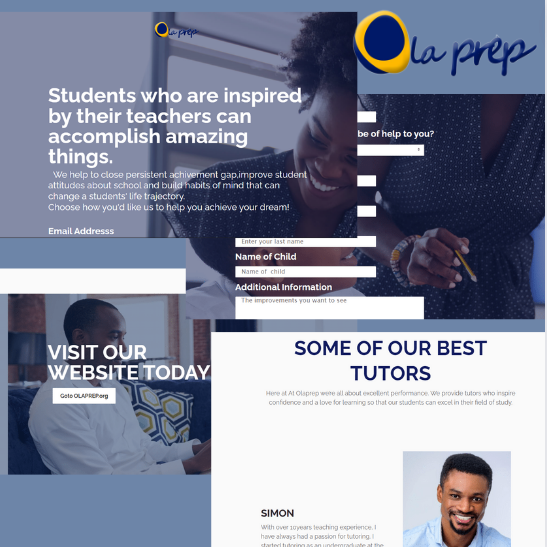 Ola prep
Ola prep
Students who are inspired
by their teachers can
accomplish amazing
things.
We help to close persistent achivement gap,improve student
attitudes about school and build habits of mind that can
change a students' life trajectory.
Choose how you'd like us to help you achieve your dream!
Email Addresss
be of help to you?
Enter your last name
Name of Child
Name of child
Additional Information
The improvements you want to see
VISIT OUR
WEBSITE TODAY
Goto OLAPREP.org
SOME OF OUR BEST
TUTORS
Here at At Olaprep we're all about excellent performance. We provide tutors who inspire
confidence and a love for learning so that our students can excel in their field of study.
SIMON
With over 10years teaching experience, I
have always had a passion for tutoring. I
started tutoring as an undergraduate at the